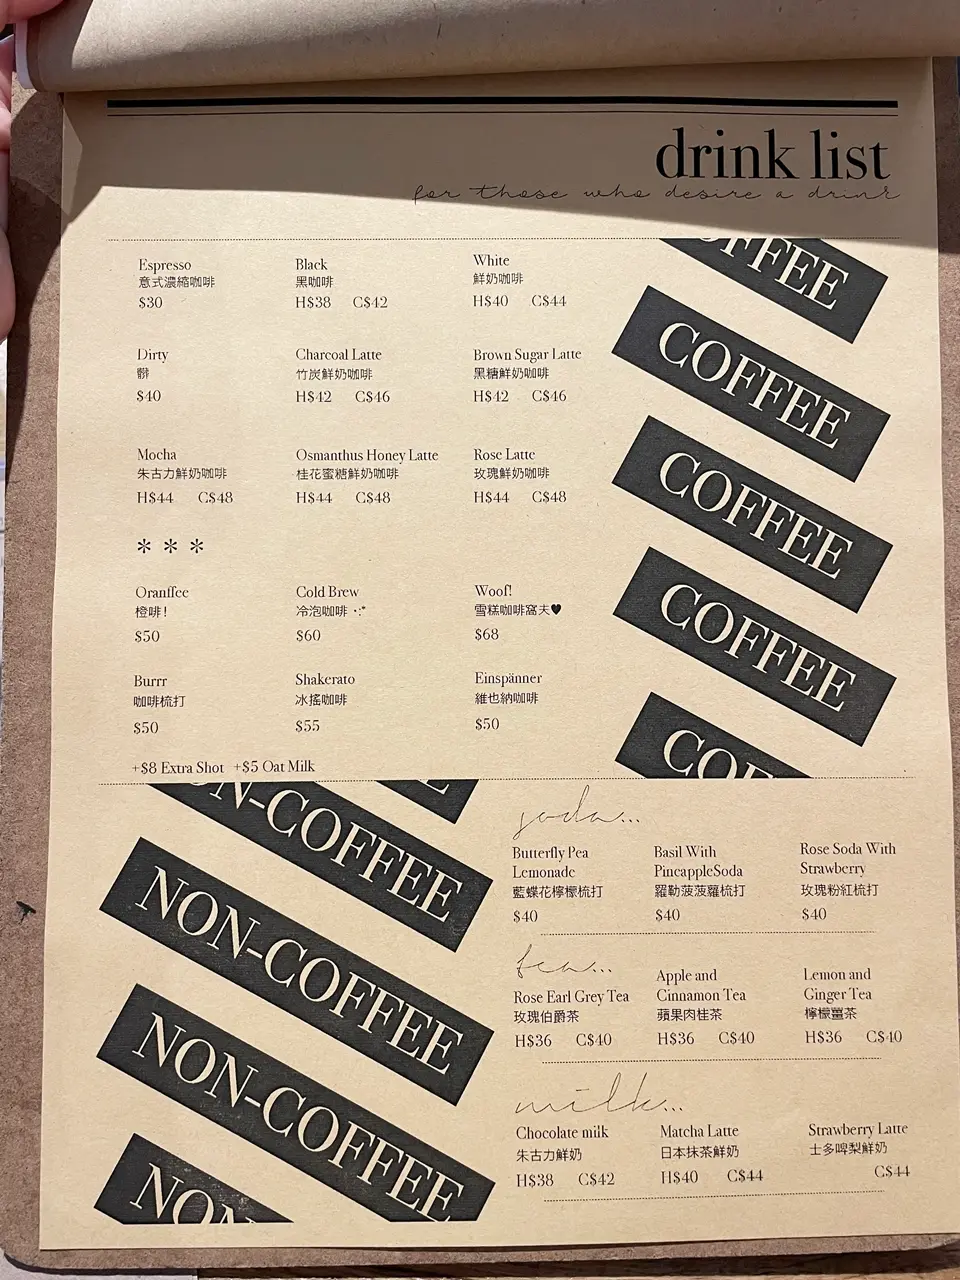 drink list
for those who desire a drink
Espresso
意式濃縮咖啡
$30
Black
黑咖啡
H$38 C$42
White
鮮奶咖啡
H$40 C$44
Dirty
髒
$40
Charcoal Latte
竹炭鮮奶咖啡
H$42 C$46
Brown Sugar Latte
黑糖鮮奶咖啡
H$42 C$46
Mocha
朱古力鮮奶咖啡
H$44 C$48
Osmanthus Honey Latte
桂花蜜糖鮮奶咖啡
H$44 C$48
Rose Latte
玫瑰鮮奶咖啡
H$44 C$48
***
Oranffee
橙啡!
$50
Cold Brew
冷泡咖啡
$60
Woof!
雪糕咖啡窩夫♥
$68
Burrr
咖啡梳打
$50
Shakerato
冰搖咖啡
$55
Einspänner
維也納咖啡
$50
+$8 Extra Shot +$5 Oat Milk
OFFEE
COFFEE
COFFEE
COFFEE
CO
ON-COFFEE
NON-COFFEE
NON-COFFEE
NON
soda...
Butterfly Pea
Lemonade
藍蝶花檸檬梳打
$40
Basil With
PineappleSoda
羅勒菠菠蘿梳打
$40
Rose Soda With
Strawberry
玫瑰粉紅梳打
$40
tea...
Rose Earl Grey Tea
玫瑰伯爵茶
H$36 C$40
Apple and
Cinnamon Tea
蘋果肉桂茶
H$36 C$40
Lemon and
Ginger Tea
檸檬薑茶
H$36 C$40
milk...
Chocolate milk
朱古力鮮奶
H$38 C$42
Matcha Latte
日本抹茶鮮奶
H$40 C$44
Strawberry Latte
士多啤梨鮮奶
C$44